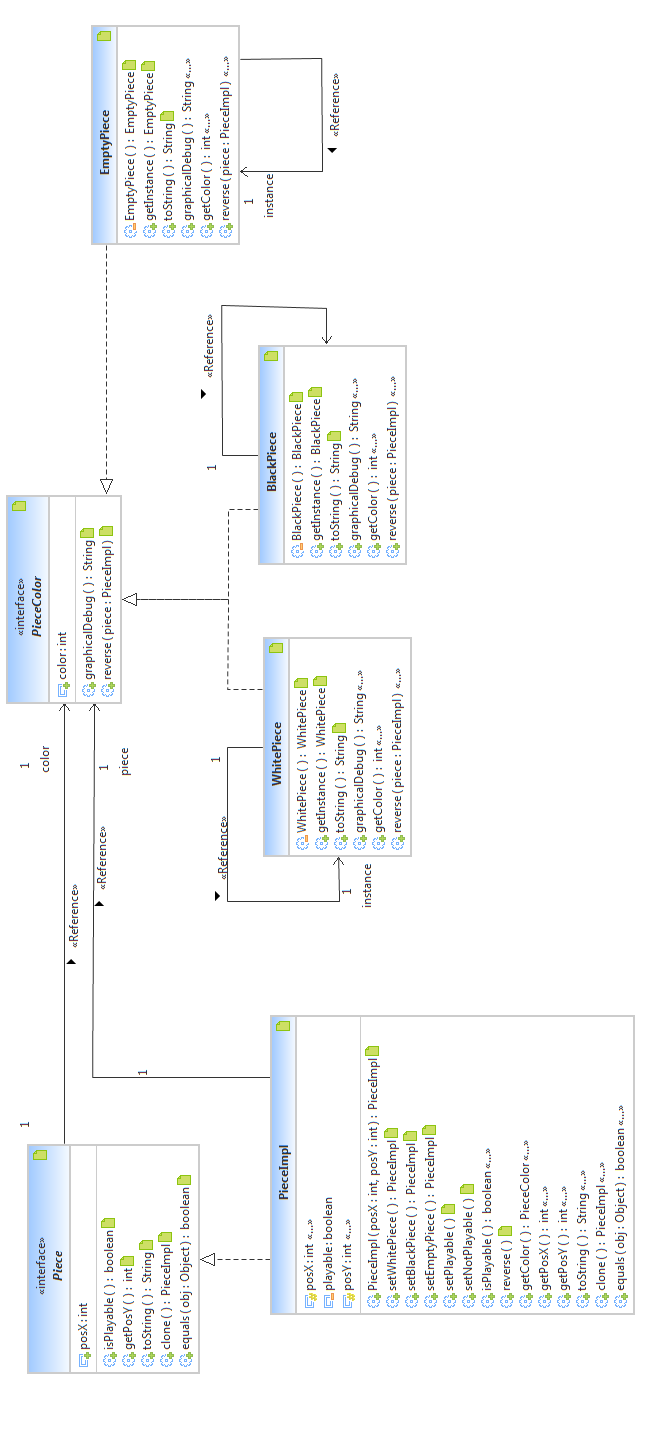 «interface»
Piece
posX: int
isPlayable ( ): boolean
getPosY ( ): int
toString ( ): String
clone ( ): PieceImpl
equals ( obj : Object ): boolean
1
«Reference»
1
color
«interface»
PieceColor
color: int
graphicalDebug ( ): String
reverse ( piece : PieceImpl )
1
«Reference»
1
piece
PieceImpl
posX: int «...»
playable: boolean
posY: int «...»
PieceImpl ( posX : int, posY : int ): PieceImpl
setWhitePiece ( ): PieceImpl
setBlackPiece ( ): PieceImpl
setEmptyPiece ( ): PieceImpl
setPlayable ( )
setNotPlayable ( )
isPlayable ( ): boolean «...»
reverse ( )
getColor ( ): PieceColor «...»
getPosX ( ): int «...»
getPosY ( ): int «...»
toString ( ): String «...»
clone ( ): PieceImpl «...»
equals ( obj : Object ): boolean «...»
WhitePiece
WhitePiece ( ): WhitePiece
getInstance ( ): WhitePiece
toString ( ): String
graphicalDebug ( ): String «...»
getColor ( ): int «...»
reverse ( piece : PieceImpl ) «...»
1
«Reference»
1
instance
BlackPiece
BlackPiece ( ): BlackPiece
getInstance ( ): BlackPiece
toString ( ): String
graphicalDebug ( ): String «...»
getColor ( ): int «...»
reverse ( piece : PieceImpl ) «...»
1
«Reference»
EmptyPiece
EmptyPiece ( ): EmptyPiece
getInstance ( ): EmptyPiece
toString ( ): String
graphicalDebug ( ): String «...»
getColor ( ): int «...»
reverse ( piece : PieceImpl ) «...»
1
instance
«Reference»